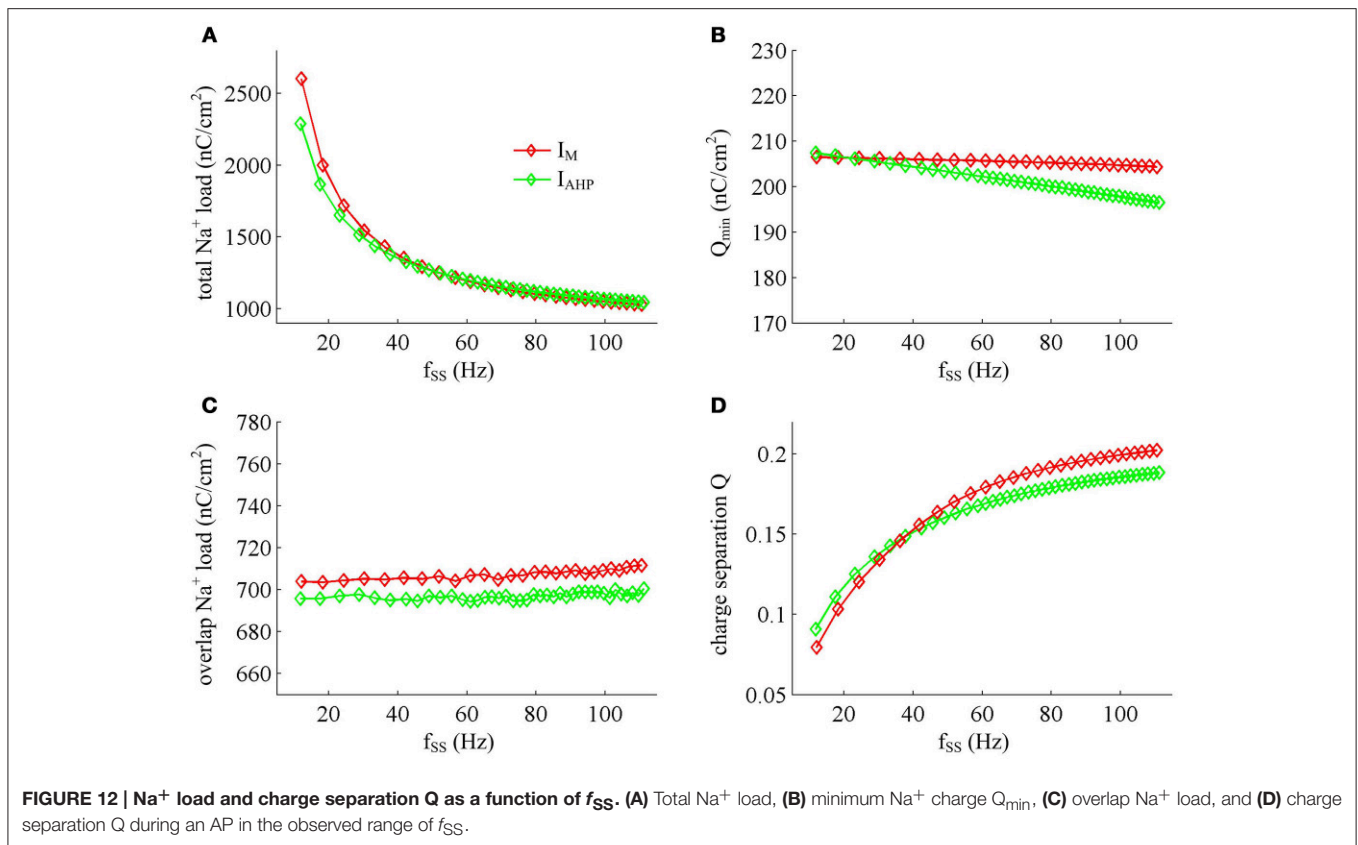 A
total Na⁺ load (nC/cm²)
2500
2000
1500
1000
20 40 60 80 100
f_SS (Hz)
I_M
I_AHP
B
Q_min (nC/cm²)
230
220
210
200
190
180
170
20 40 60 80 100
f_SS (Hz)
C
overlap Na⁺ load (nC/cm²)
780
760
740
720
700
680
660
20 40 60 80 100
f_SS (Hz)
D
charge separation Q
0.2
0.15
0.1
0.05
20 40 60 80 100
f_SS (Hz)
FIGURE 12 | Na⁺ load and charge separation Q as a function of f_SS. (A) Total Na⁺ load, (B) minimum Na⁺ charge Q_min, (C) overlap Na⁺ load, and (D) charge
separation Q during an AP in the observed range of f_SS.